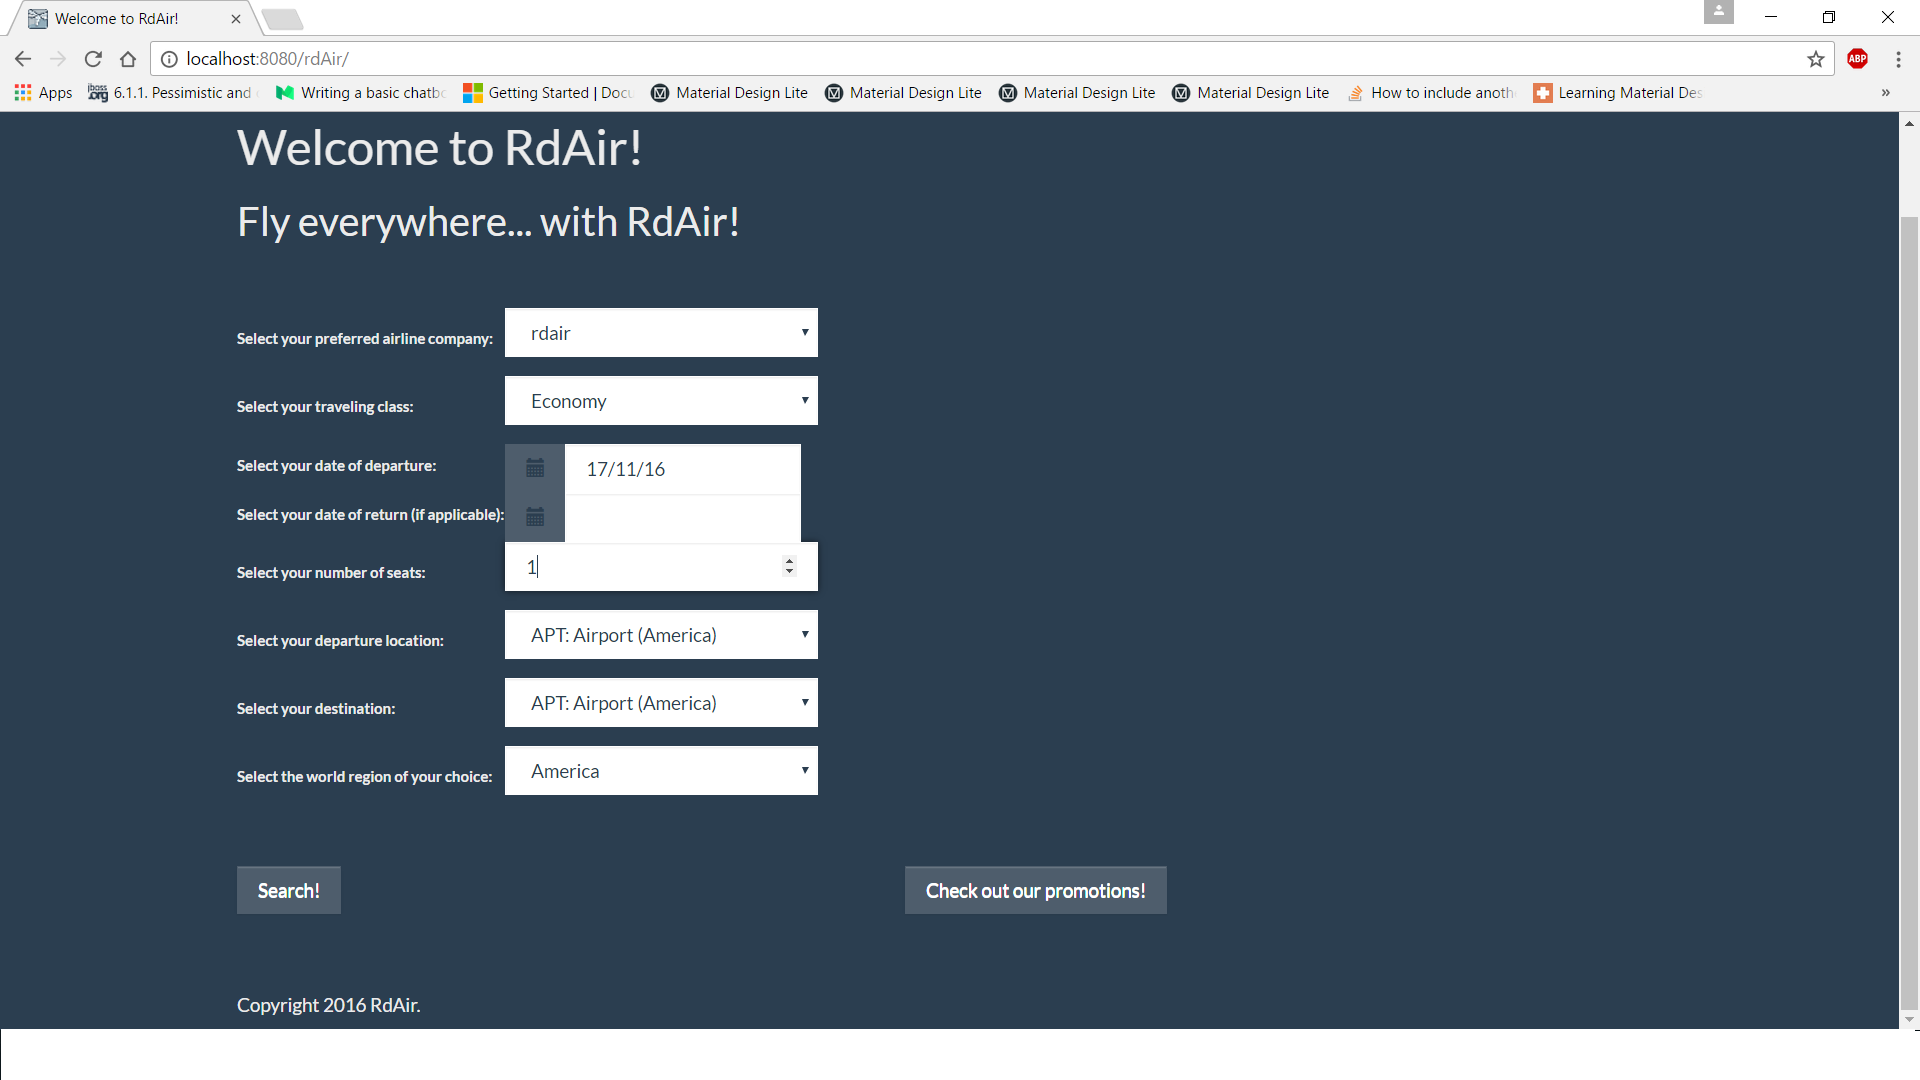 Welcome to RdAir!
localhost:8080/rdAir/
ABP
Apps jboss .org 6.1.1. Pessimistic and Writing a basic chatbo Getting Started | Docu Material Design Lite Material Design Lite Material Design Lite Material Design Lite How to include anoth Learning Material Des »
Welcome to RdAir!
Fly everywhere... with RdAir!
Select your preferred airline company: rdair
Select your traveling class: Economy
Select your date of departure: 17/11/16
Select your date of return (if applicable):
Select your number of seats: 1
Select your departure location: APT: Airport (America)
Select your destination: APT: Airport (America)
Select the world region of your choice: America
Search! Check out our promotions!
Copyright 2016 RdAir.